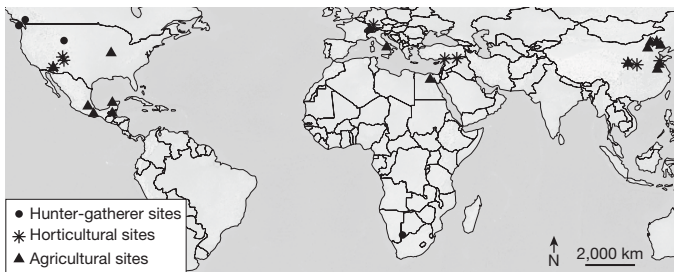 Hunter-gatherer sites
Horticultural sites
Agricultural sites
N
2,000 km